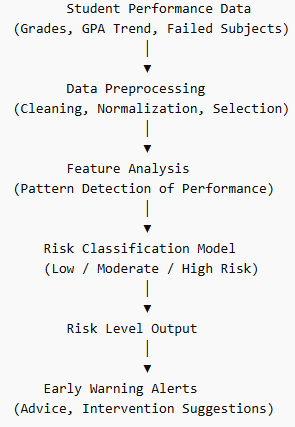 Student Performance Data
(Grades, GPA Trend, Failed Subjects)
Data Preprocessing
(Cleaning, Normalization, Selection)
Feature Analysis
(Pattern Detection of Performance)
Risk Classification Model
(Low / Moderate / High Risk)
Risk Level Output
Early Warning Alerts
(Advice, Intervention Suggestions)